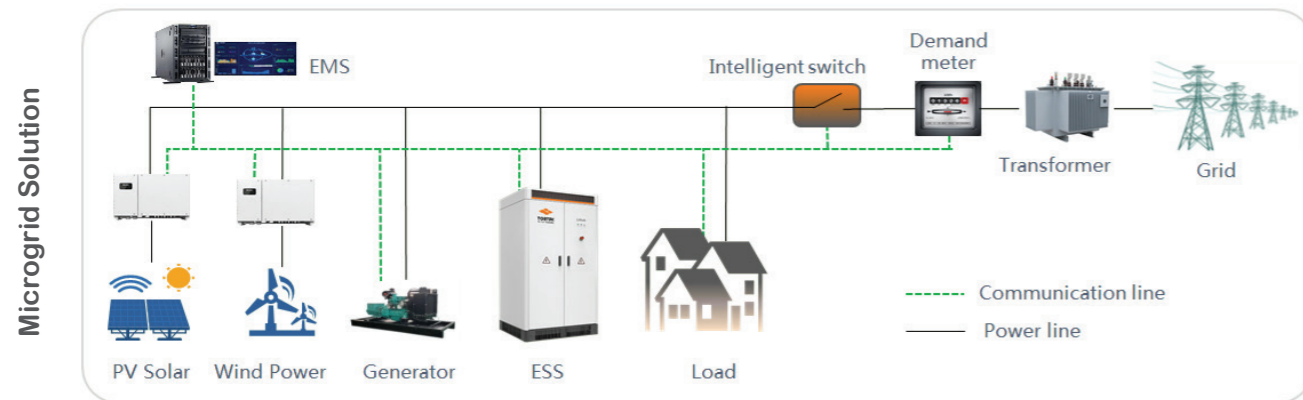 Microgrid Solution
EMS
Intelligent switch
Demand
meter
Transformer
Grid
PV Solar
Wind Power
Generator
ESS
Load
Communication line
Power line